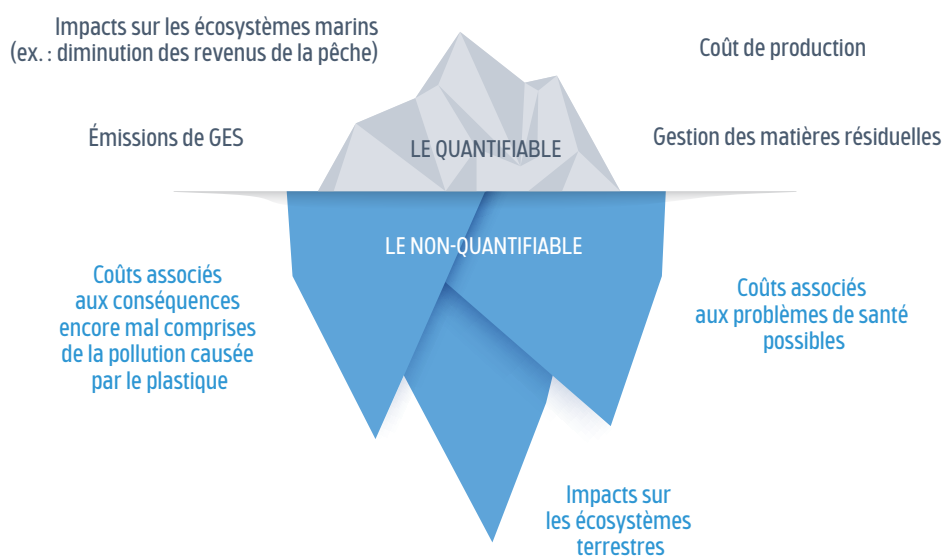 Impacts sur les écosystèmes marins
(ex. : diminution des revenus de la pêche)
Coût de production
Émissions de GES
Gestion des matières résiduelles
LE QUANTIFIABLE
LE NON-QUANTIFIABLE
Coûts associés
aux conséquences
encore mal comprises
de la pollution causée
par le plastique
Coûts associés
aux problèmes de santé
possibles
Impacts sur
les écosystèmes
terrestres